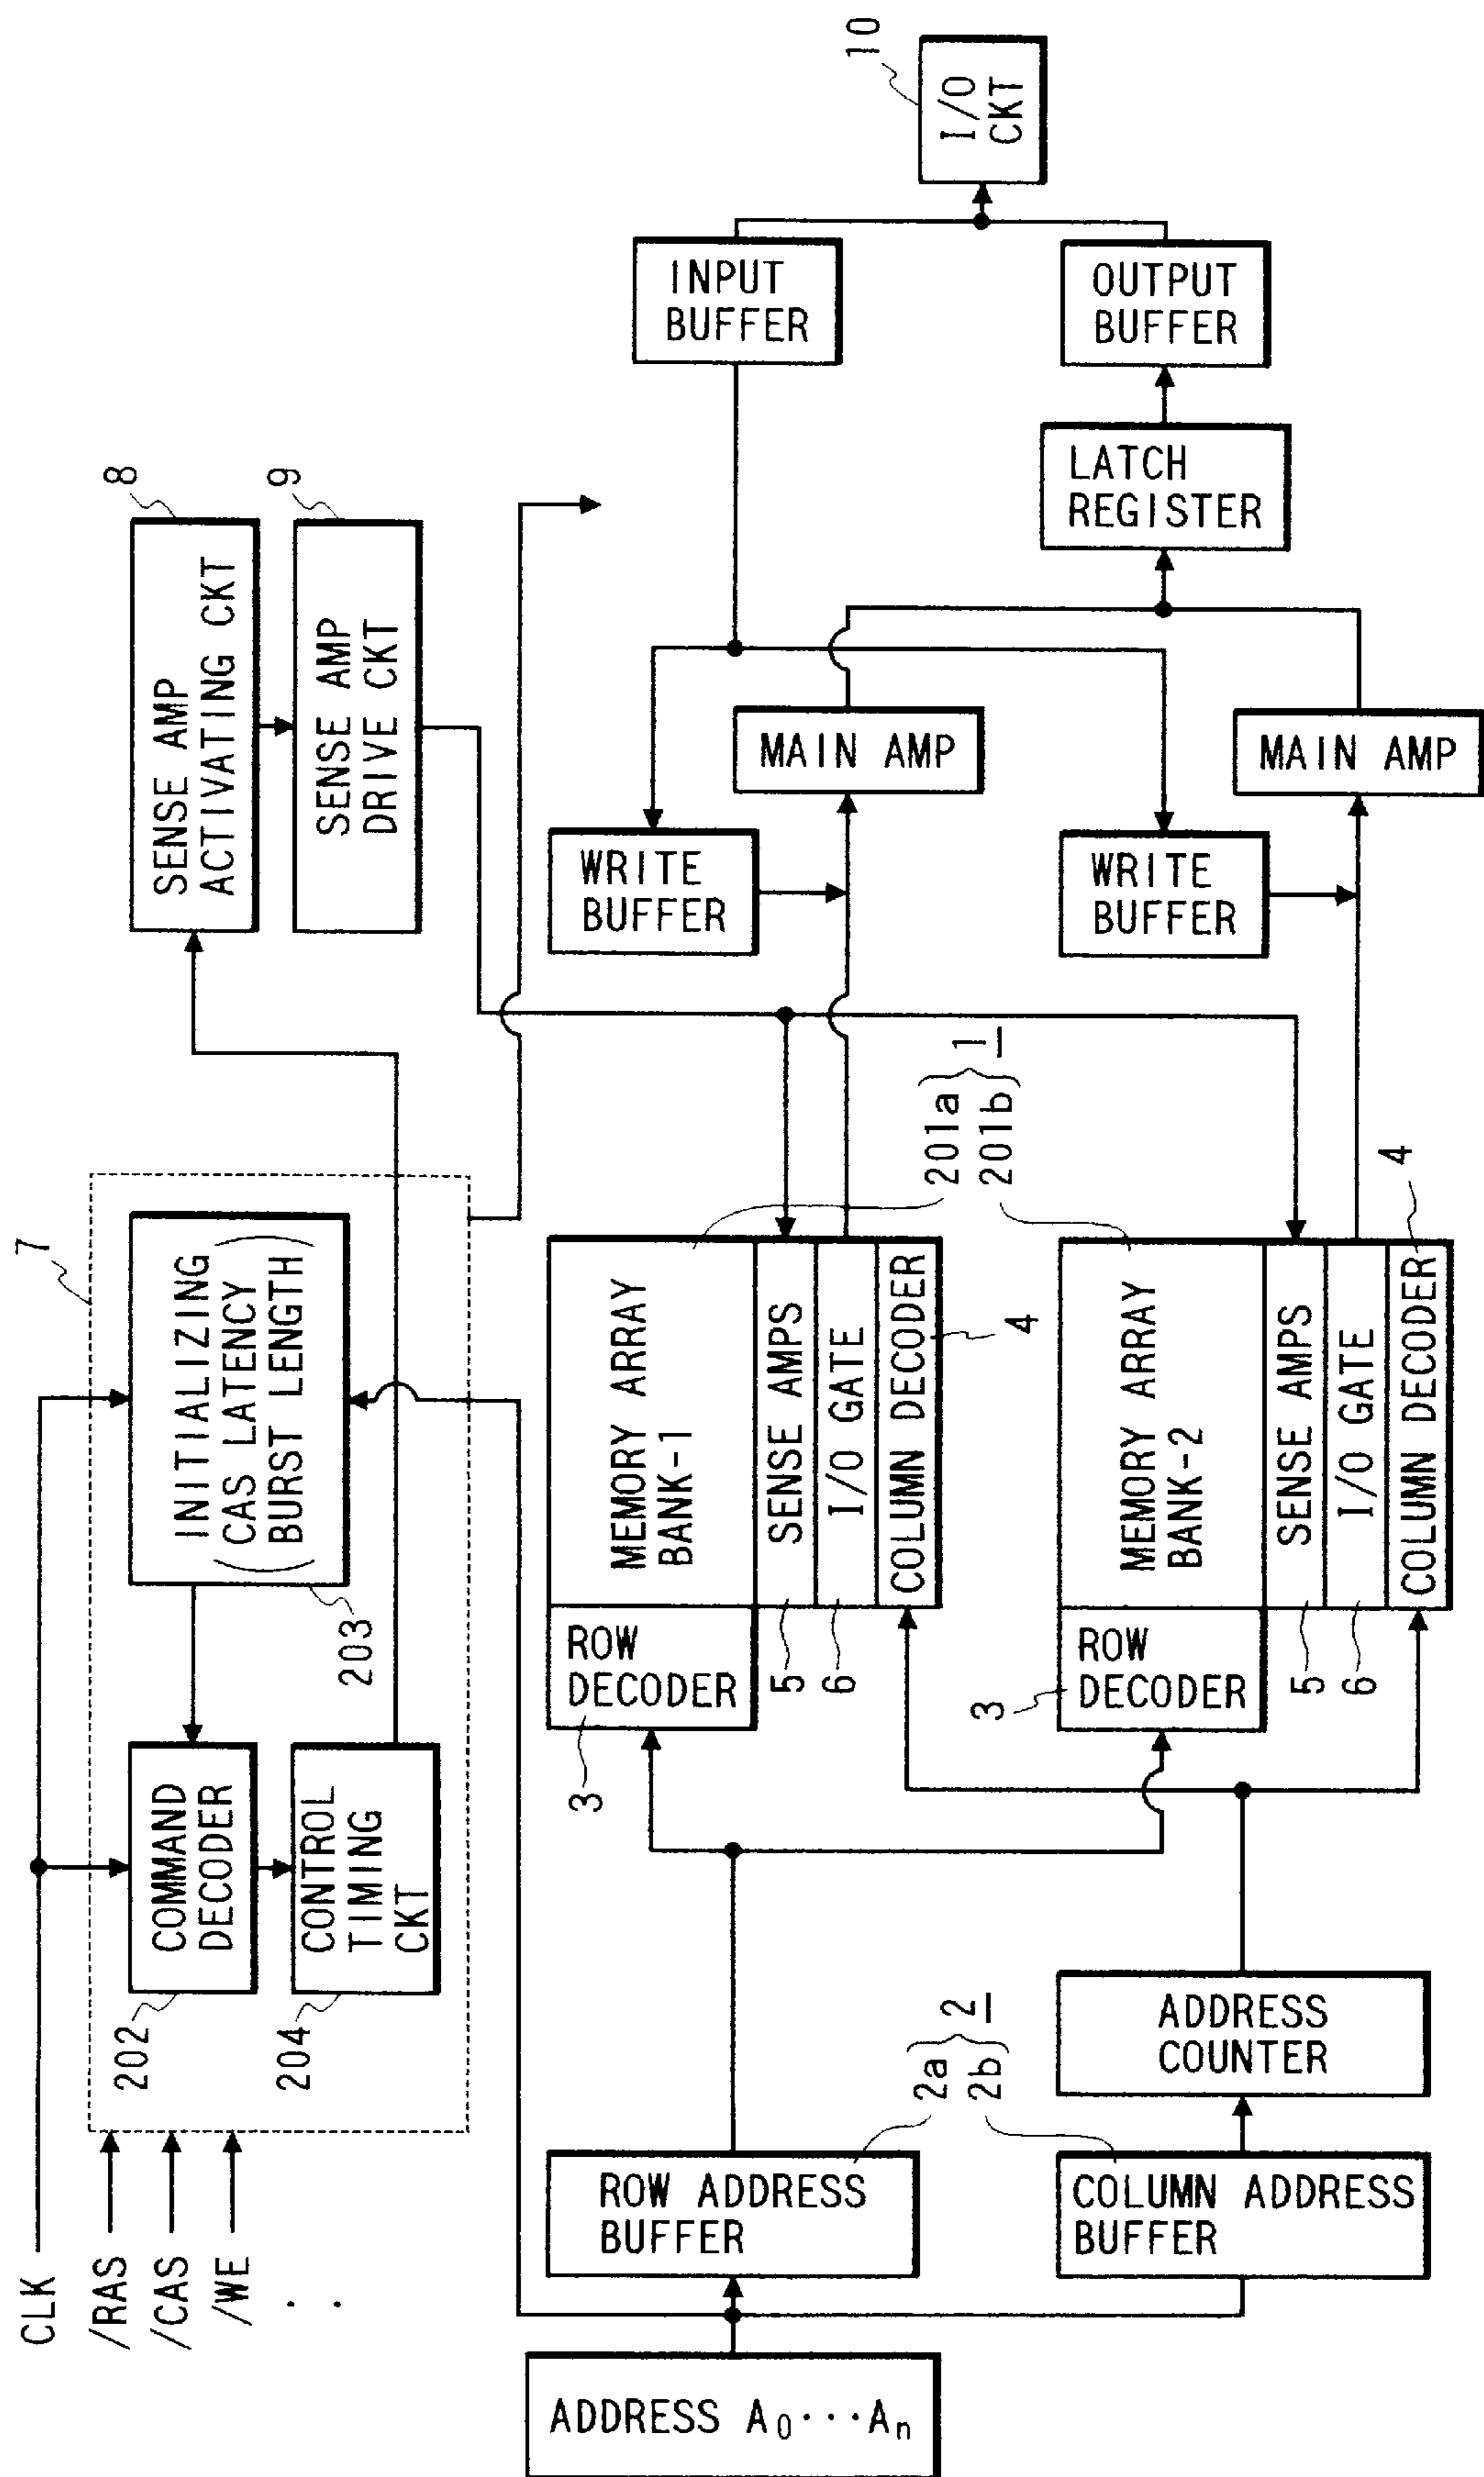 CLK
/RAS
/CAS
/WE
. .
7
COMMAND
DECODER
202
INITIALIZING
(CAS LATENCY
BURST LENGTH)
203
CONTROL
TIMING
CKT
204
SENSE AMP
ACTIVATING CKT
8
SENSE AMP
DRIVE CKT
9
ADDRESS A0···An
ROW ADDRESS
BUFFER
2a
2b
2
COLUMN ADDRESS
BUFFER
ADDRESS
COUNTER
ROW
DECODER
3
MEMORY ARRAY
BANK-1
SENSE AMPS
5
I/O GATE
6
COLUMN DECODER
4
201a
201b
1
ROW
DECODER
3
MEMORY ARRAY
BANK-2
SENSE AMPS
5
I/O GATE
6
COLUMN DECODER
4
WRITE
BUFFER
MAIN AMP
WRITE
BUFFER
MAIN AMP
INPUT
BUFFER
LATCH
REGISTER
OUTPUT
BUFFER
I/O
CKT
10